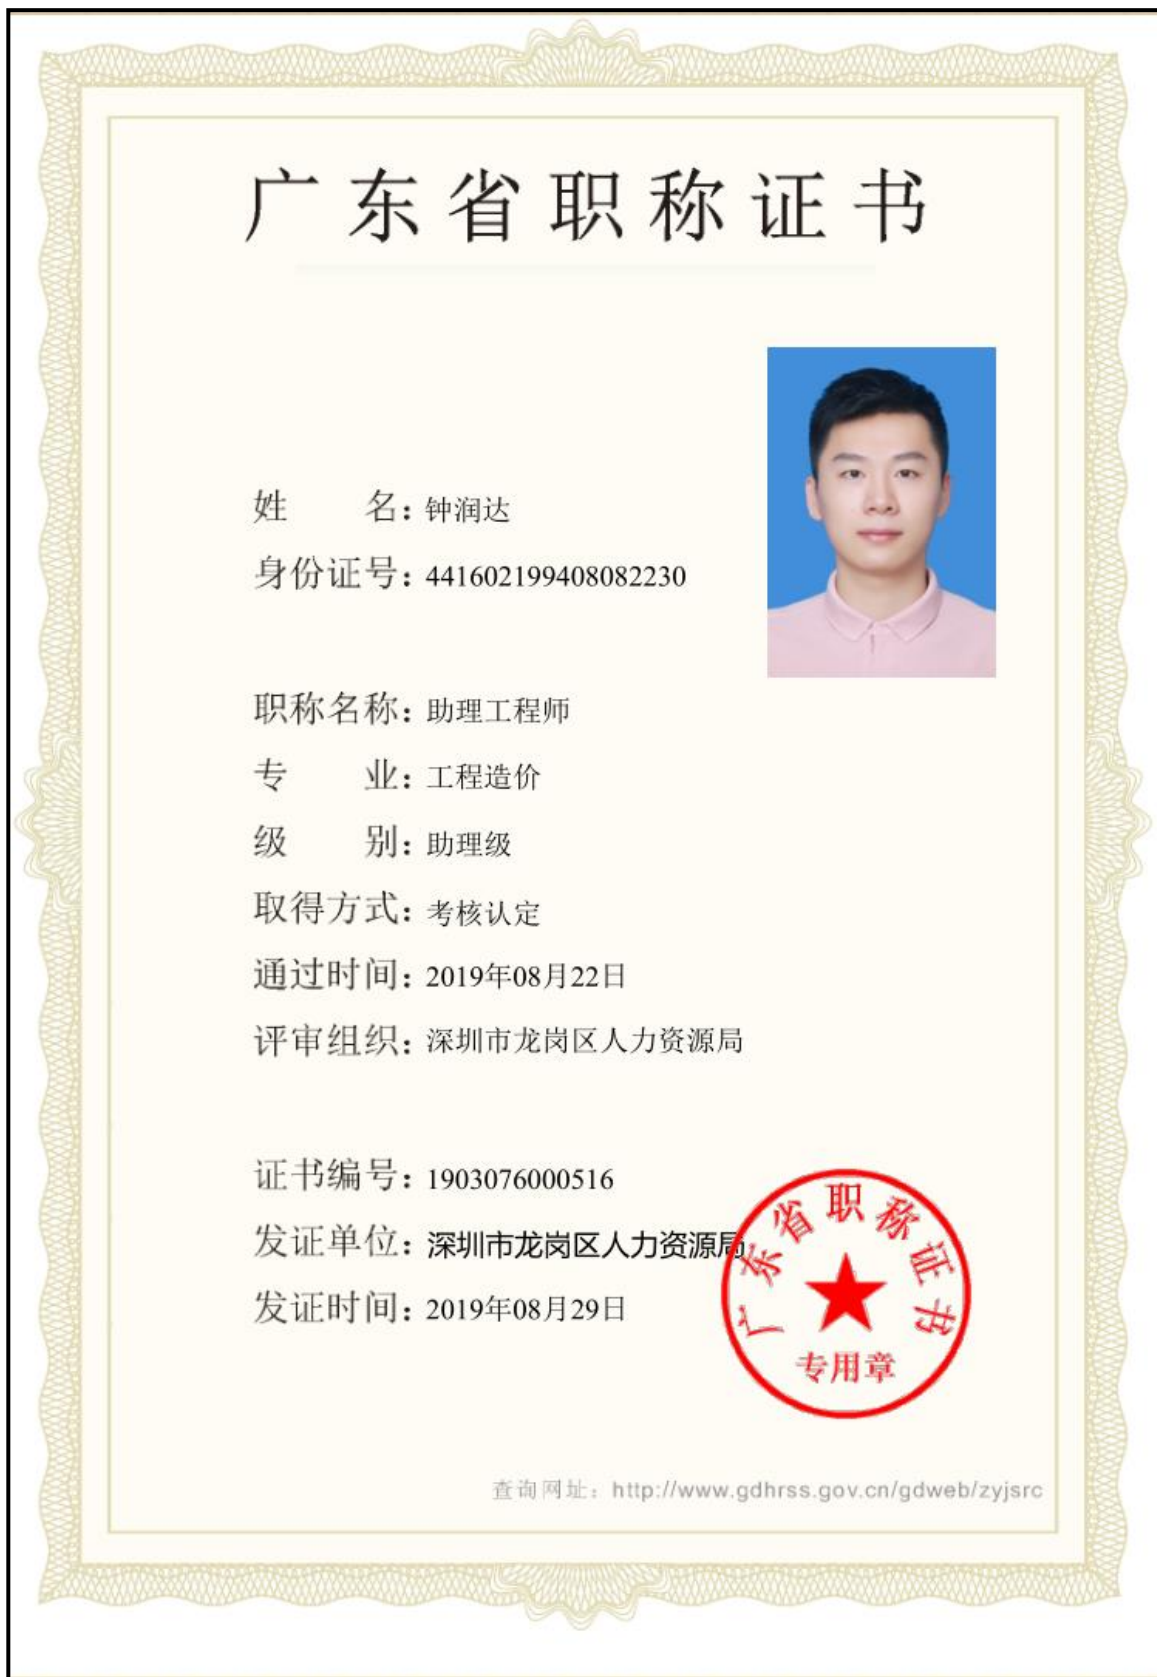 广东省职称证书
姓 名：钟润达
身份证号：441602199408082230
职称名称：助理工程师
专 业：工程造价
级 别：助理级
取得方式：考核认定
通过时间：2019年08月22日
评审组织：深圳市龙岗区人力资源局
证书编号：1903076000516
发证单位：深圳市龙岗区人力资源局
发证时间：2019年08月29日
广东省职称证书
专用章
查询网址：http://www.gdhrss.gov.cn/gdweb/zyjsrc